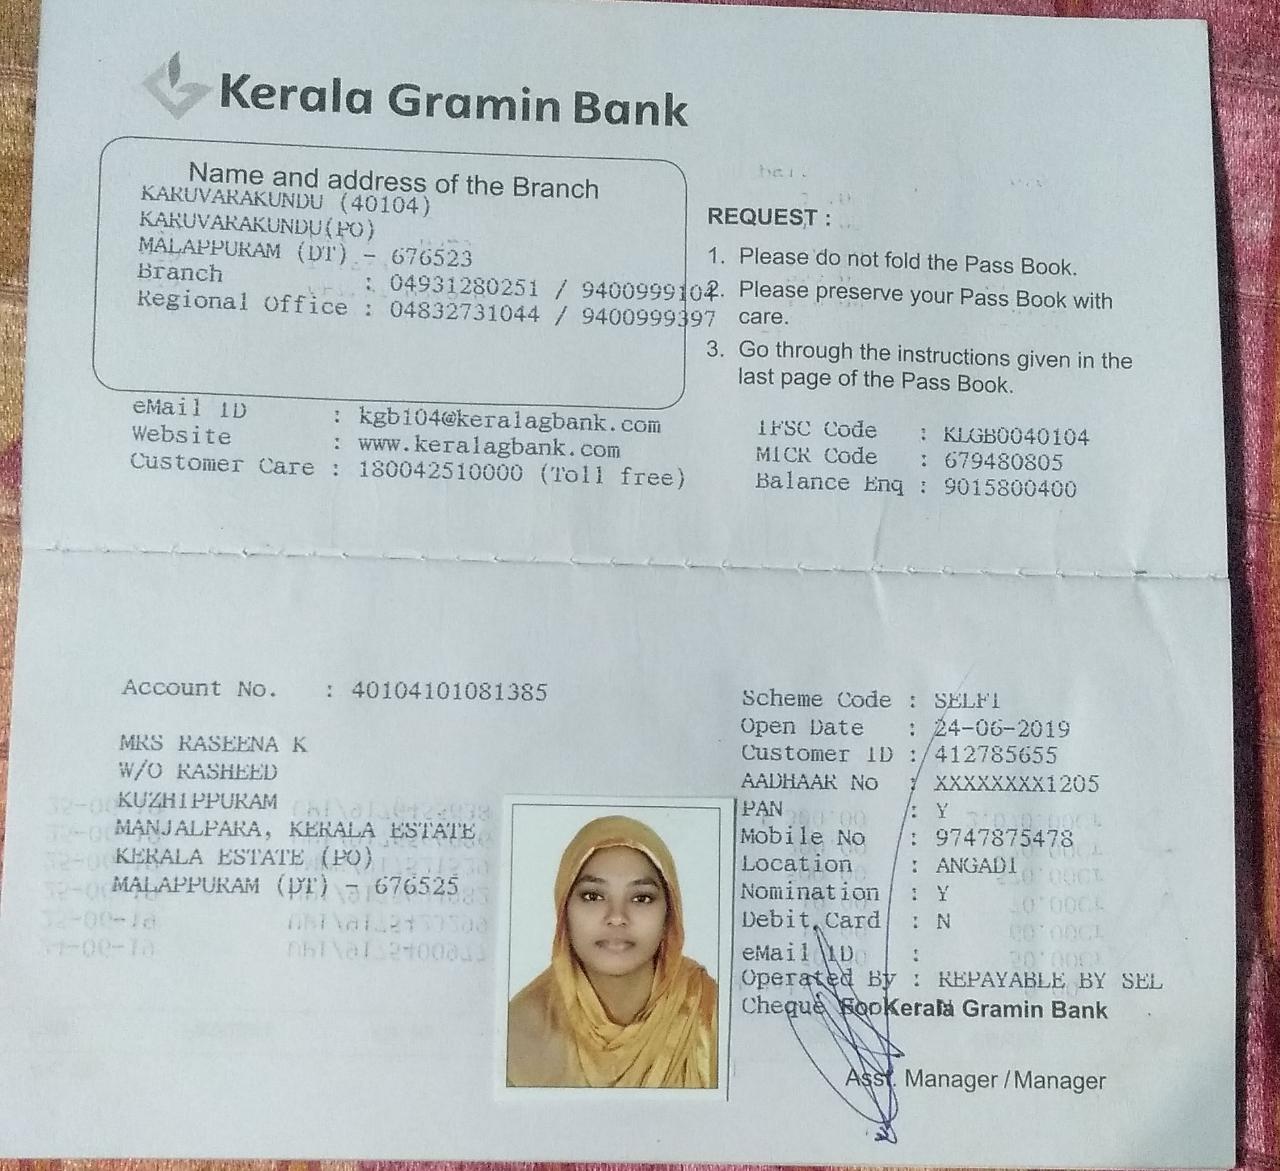 Kerala Gramin Bank
Name and address of the Branch
KARUVARAKUNDU (40104)
KARUVARAKUNDU(PO)
MALAPPURAM (DT) - 676523
Branch : 04931280251 / 9400999104
Regional Office : 04832731044 / 9400999397
REQUEST :
1. Please do not fold the Pass Book.
2. Please preserve your Pass Book with
care.
3. Go through the instructions given in the
last page of the Pass Book.
eMail ID : kgb104@keralagbank.com
Website : www.keralagbank.com
Customer Care : 180042510000 (Toll free)
IFSC Code : KLGB0040104
MICR Code : 679480805
Balance Enq : 9015800400
Account No. : 40104101081385
MRS RASEENA K
W/O RASHEED
KUZHIPPURAM
MANJALPARA, KERALA ESTATE
KERALA ESTATE (PO)
MALAPPURAM (DT) - 676525
Scheme Code : SELFI
Open Date : 24-06-2019
Customer ID : 412785655
AADHAAR No : XXXXXXXX1205
PAN : Y
Mobile No : 9747875478
Location : ANGADI
Nomination : Y
Debit Card : N
eMail ID :
Operated By : REPAYABLE BY SEL
Cheque Book
Kerala Gramin Bank
Asst. Manager / Manager